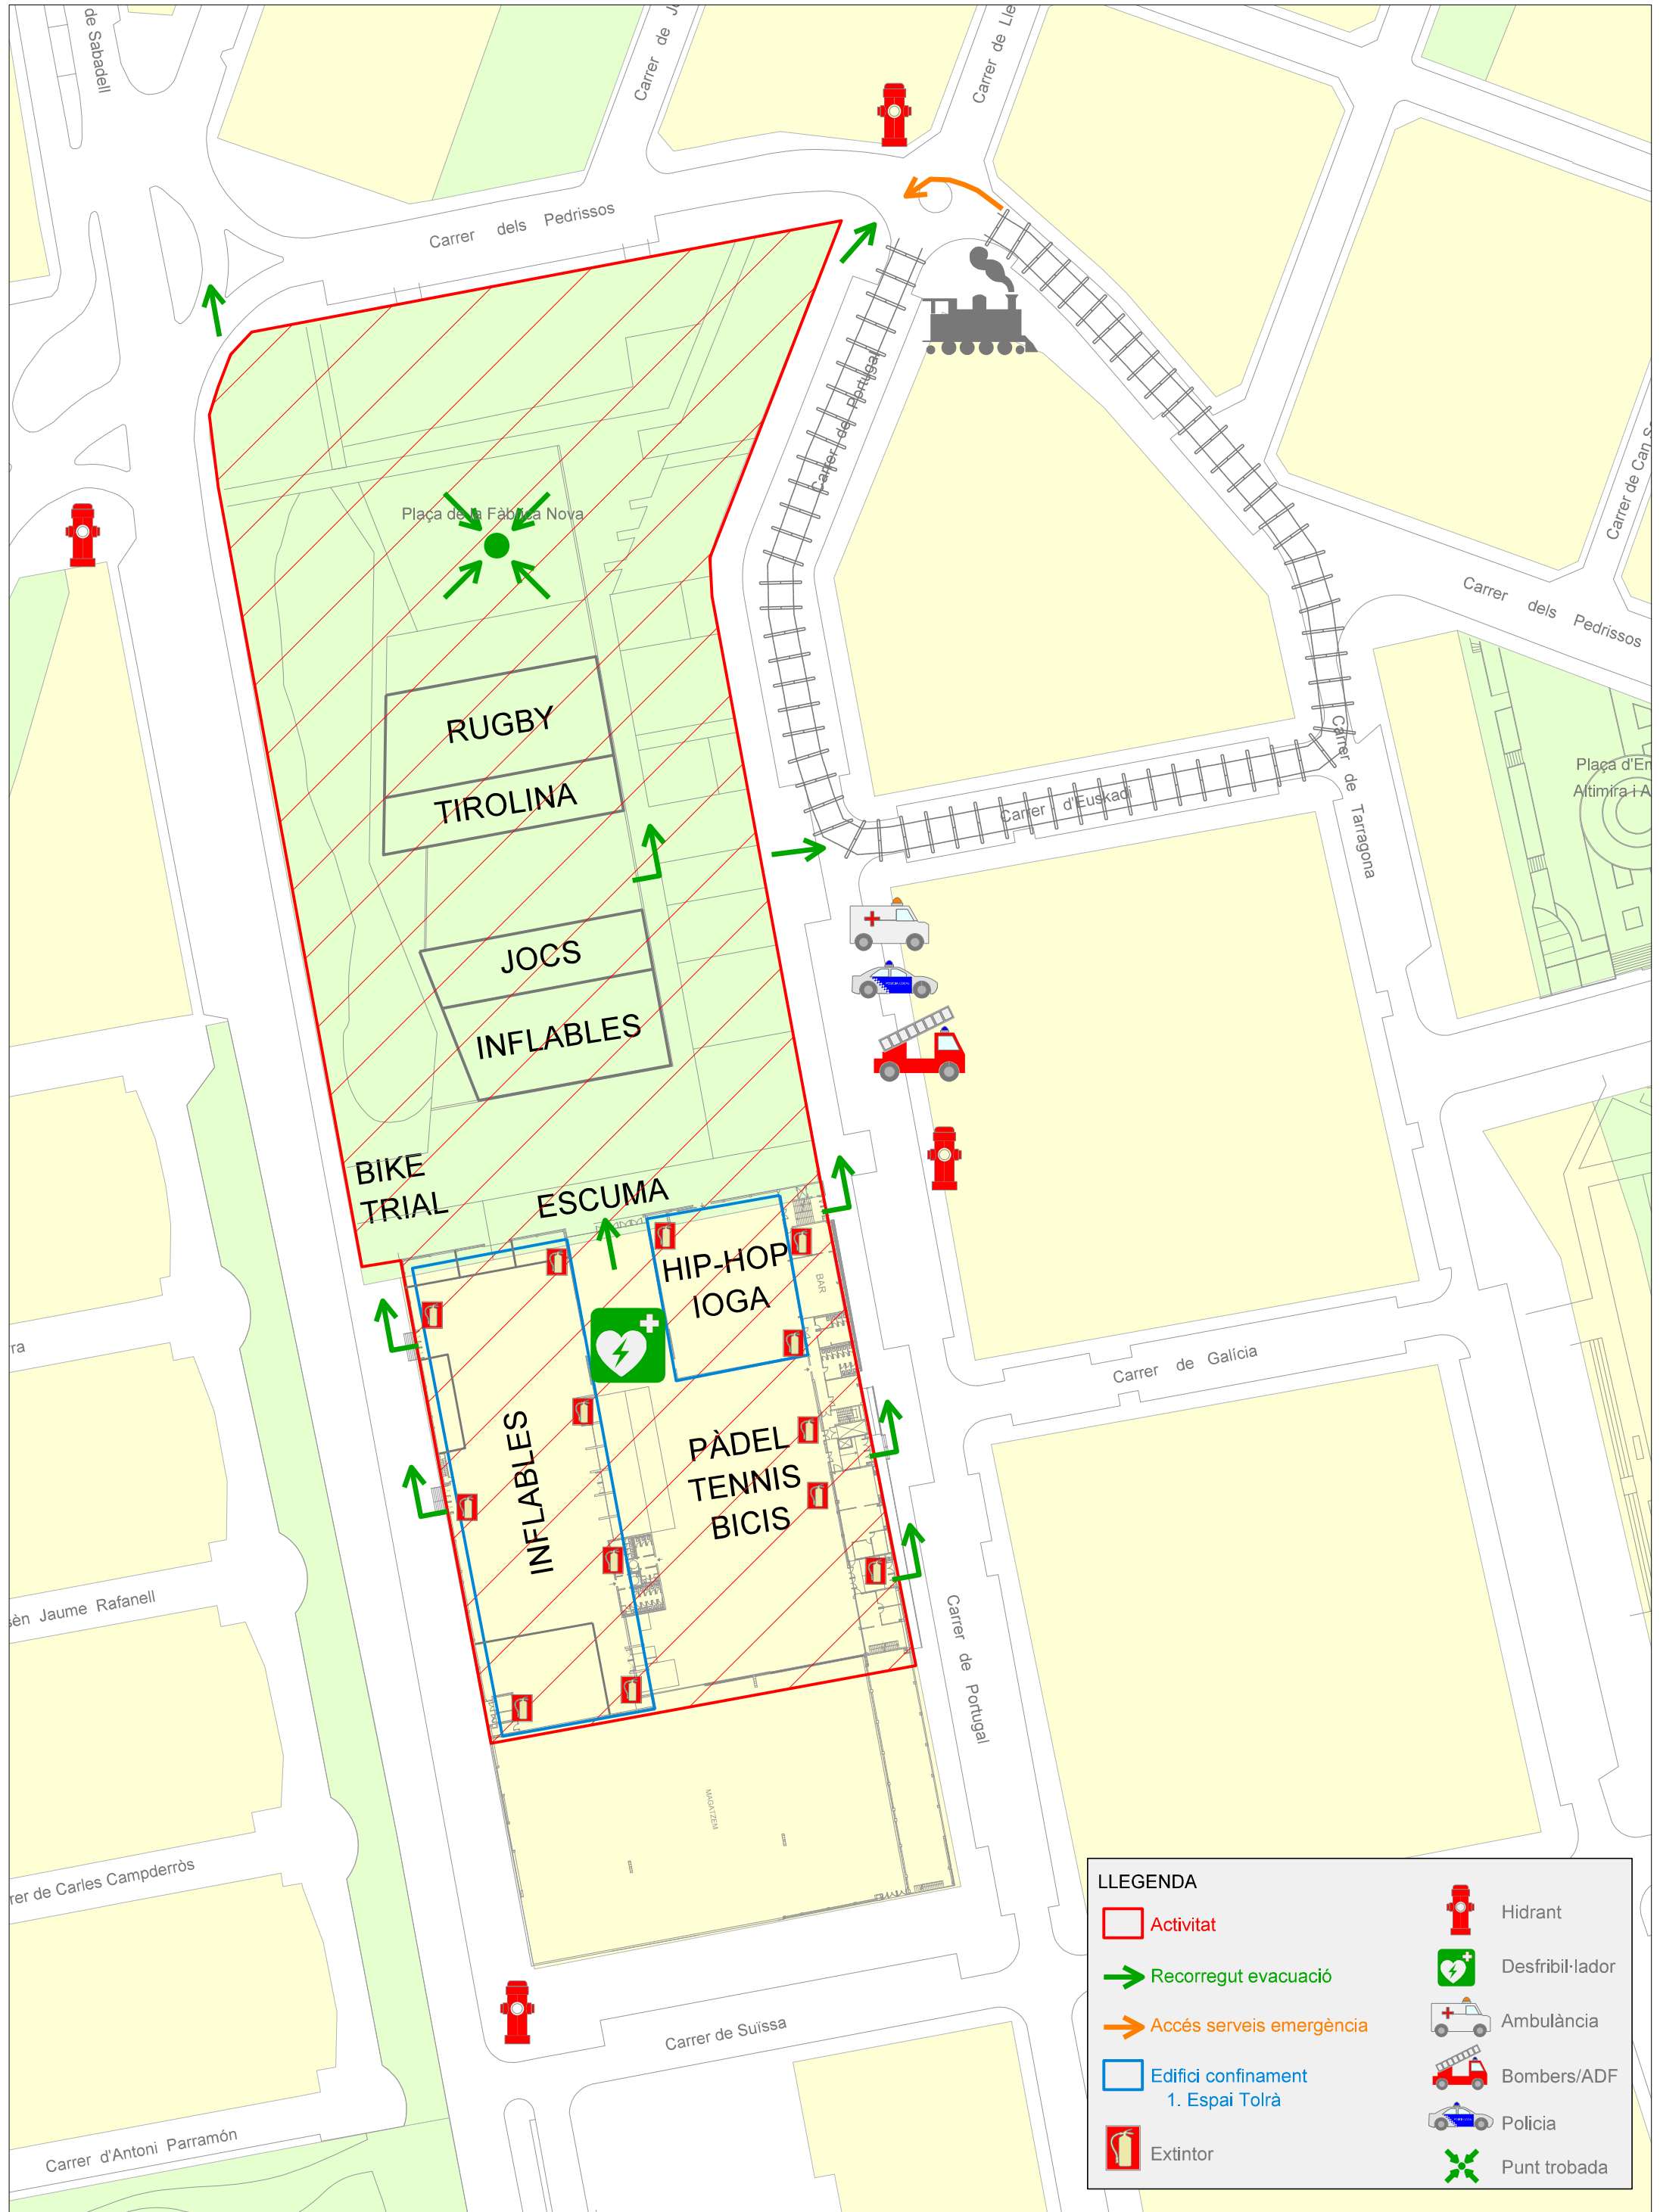 de Sabadell
Carrer de
Carrer de
Carrer dels Pedrissos
Carrer de Portugal
Plaça de la Fàbrica Nova
Carrer de Can
Carrer dels Pedrissos
RUGBY
TIROLINA
Carrer d'Euskadi
Carrer de Tarragona
Plaça d'En
Altimira i A
JOCS
INFLABLES
BIKE
TRIAL
ESCUMA
HIP-HOP
IOGA
BAR
INFLABLES
PÀDEL
TENNIS
BICIS
Carrer de Galícia
ra
sèn Jaume Rafanell
Carrer de Portugal
MAGATZEM
rer de Carles Campderròs
Carrer de Suïssa
Carrer d'Antoni Parramón
LLEGENDA
Activitat
Recorregut evacuació
Accés serveis emergència
Edifici confinament
1. Espai Tolrà
Extintor
Hidrant
Desfribil·lador
Ambulància
Bombers/ADF
Policia
Punt trobada